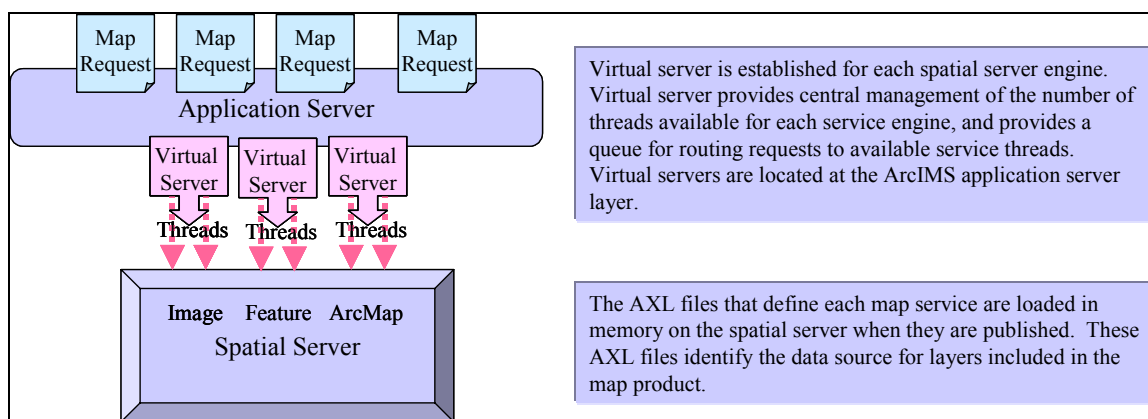 Map
Request
Map
Request
Map
Request
Map
Request
Application Server
Virtual
Server
Virtual
Server
Virtual
Server
Threads
Threads
Threads
Image Feature ArcMap
Spatial Server
Virtual server is established for each spatial server engine.
Virtual server provides central management of the number of
threads available for each service engine, and provides a
queue for routing requests to available service threads.
Virtual servers are located at the ArcIMS application server
layer.
The AXL files that define each map service are loaded in
memory on the spatial server when they are published. These
AXL files identify the data source for layers included in the
map product.